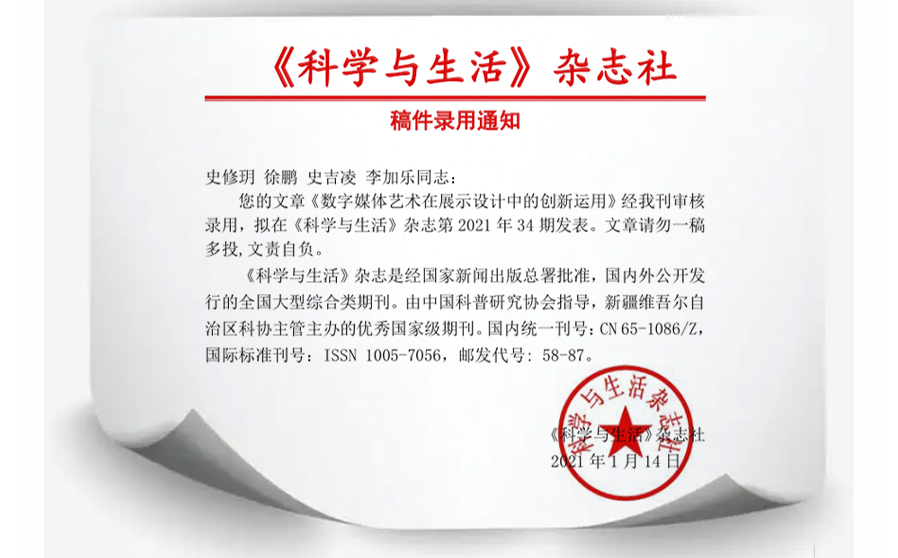 《科学与生活》杂志社
稿件录用通知
史修玥 徐鹏 史吉凌 李加乐同志：
您的文章《数字媒体艺术在展示设计中的创新运用》经我刊审核
录用，拟在《科学与生活》杂志第 2021 年 34 期发表。文章请勿一稿
多投,文责自负。
《科学与生活》杂志是经国家新闻出版总署批准，国内外公开发
行的全国大型综合类期刊。由中国科普研究协会指导，新疆维吾尔自
治区科协主管主办的优秀国家级期刊。国内统一刊号：CN 65-1086/Z，
国际标准刊号：ISSN 1005-7056，邮发代号：58-87。
科学与生活杂志社
《科学与生活》杂志社
2021 年 1 月 14 日